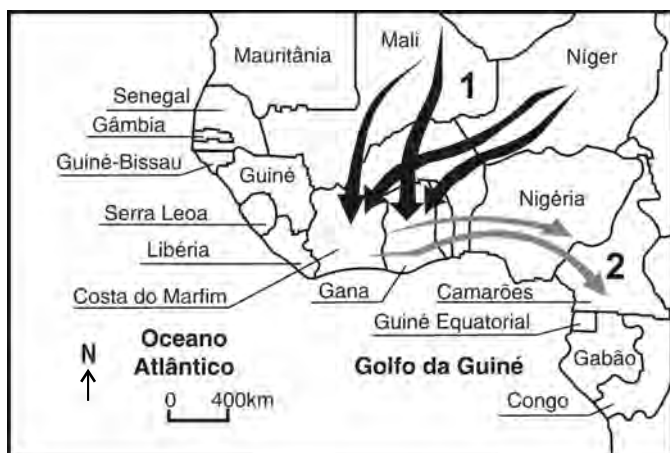 Mauritânia
Mali
Níger
1
Senegal
Gâmbia
Guiné-Bissau
Guiné
Serra Leoa
Nigéria
Libéria
2
Costa do Marfim
Gana
Camarões
Guiné Equatorial
Oceano
Atlântico
Golfo da Guiné
Gabão
N
Congo
0 400km